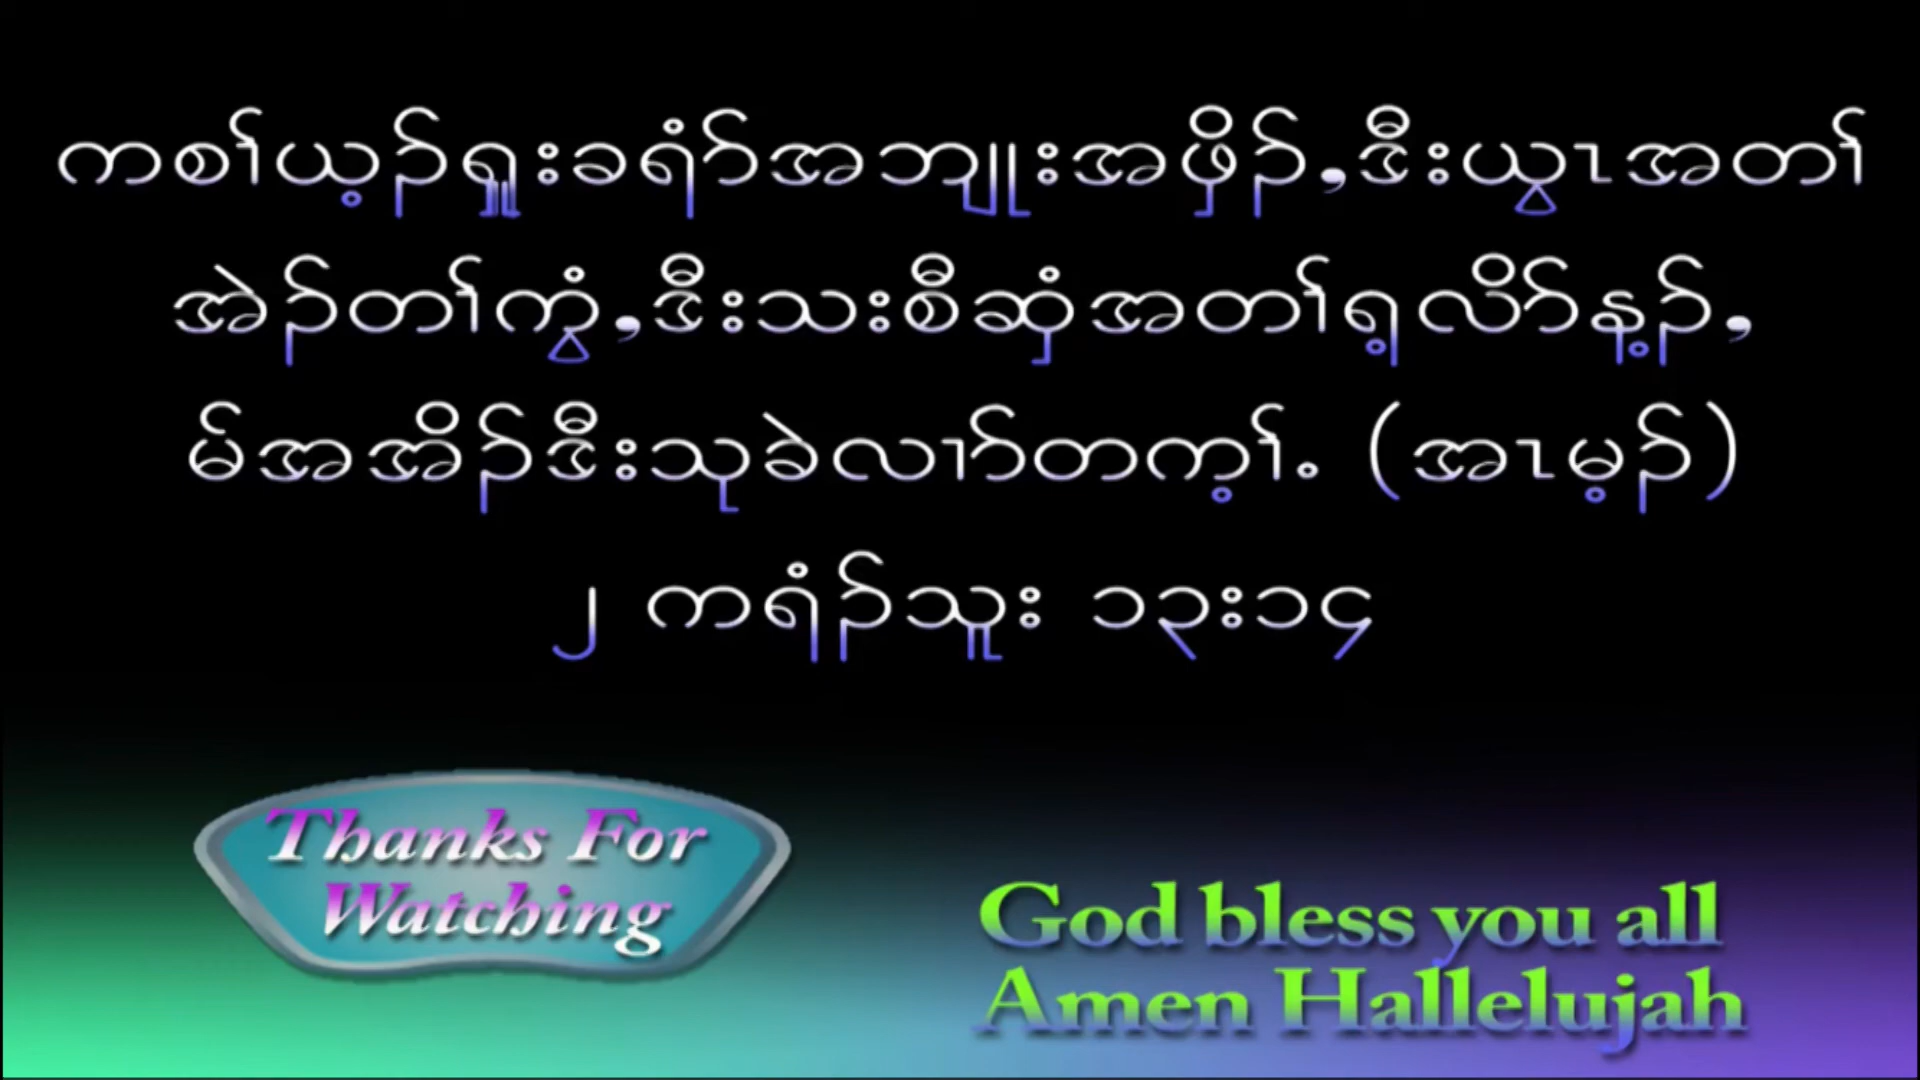 ကစၢ်ယ့ၣ်ရှူးခရံာ်အဘျုးအဖှိၣ်,ဒီးယွၤအတၢ်
အဲၣ်တၢ်ကွံ,ဒီးသးစီဆှံအတၢ်ရ့လိာ်န့ၣ်,
မ်အအိၣ်ဒီးသုခဲလၢာ်တက့ၢ်. (အၤမ့ၣ်)
၂ ကရံၣ်သူး ၁၃း၁၄
Thanks For
Watching
God bless you all
Amen Hallelujah